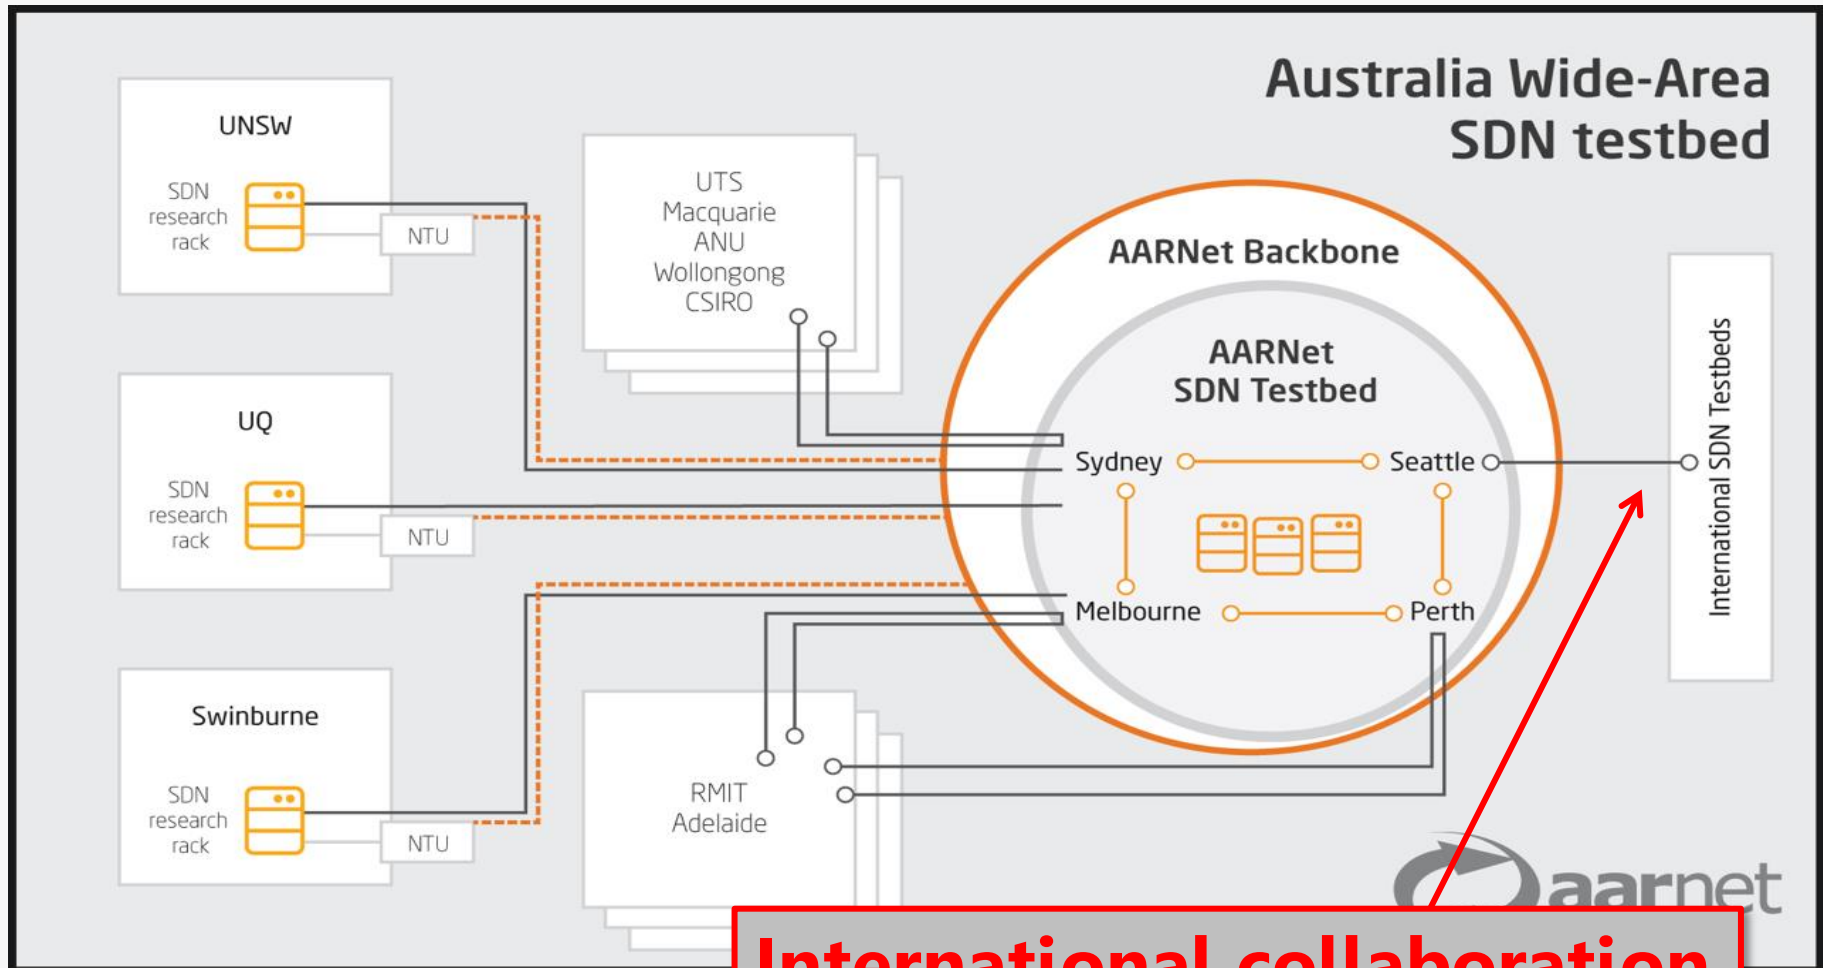 Australia Wide-Area
SDN testbed
UNSW
SDN
research
rack
NTU
UTS
Macquarie
ANU
Wollongong
CSIRO
AARNet Backbone
AARNet
SDN Testbed
UQ
SDN
research
rack
NTU
Sydney
Seattle
Melbourne
Perth
International SDN Testbeds
Swinburne
SDN
research
rack
NTU
RMIT
Adelaide
aarnet
International collaboration